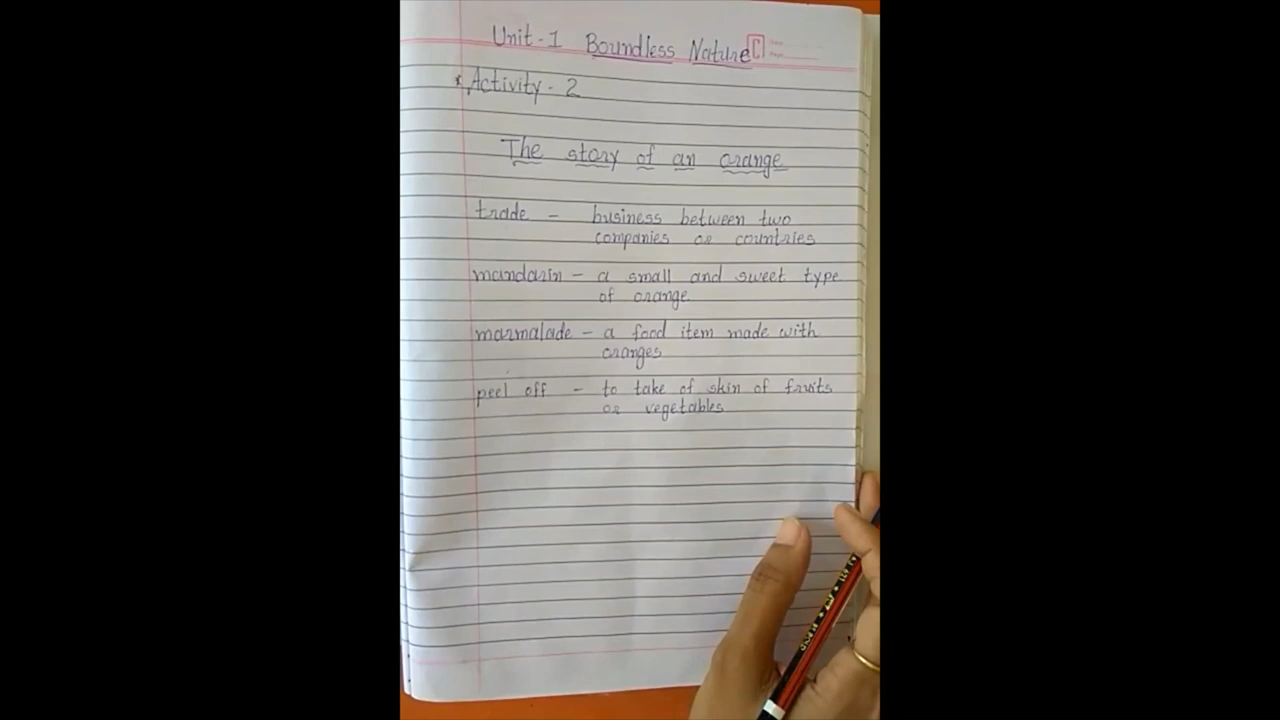 Unit-1 Boundless Nature
* Activity - 2
The story of an orange
trade - business between two
companies or countries
mandarin - a small and sweet type
of orange
marmalade - a food item made with
oranges
peel off - to take of skin of fruits
or vegetables